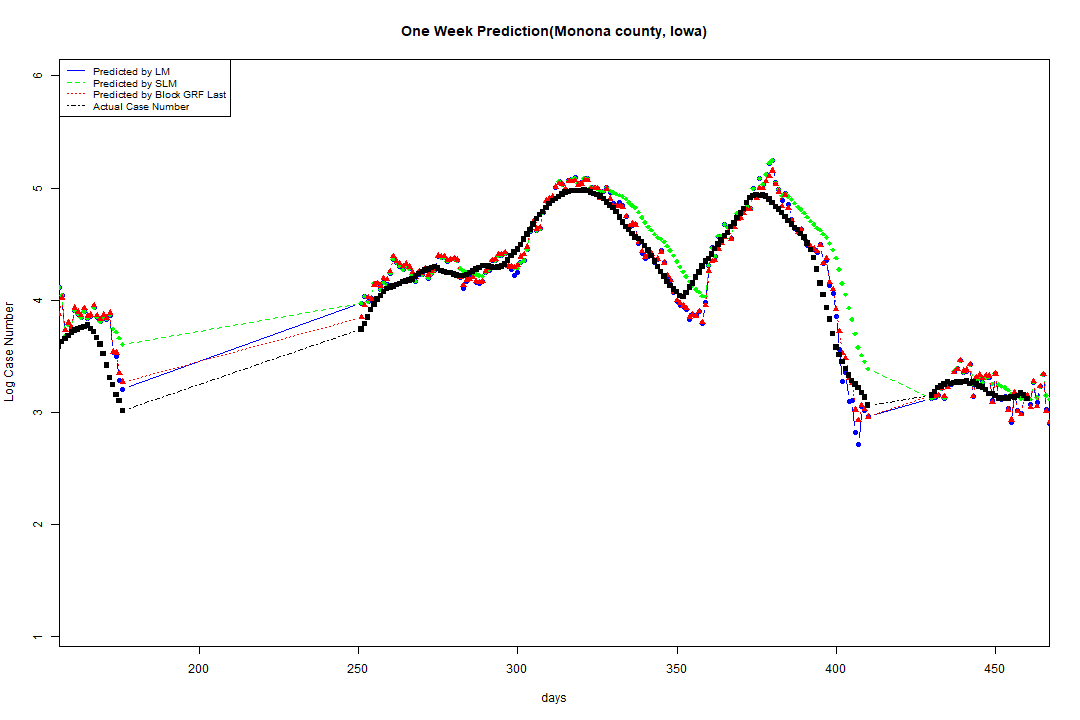 One Week Prediction(Monona county, Iowa)
Predicted by LM
Predicted by SLM
Predicted by Block GRF Last
Actual Case Number
6
5
4
3
2
1
Log Case Number
200 250 300 350 400 450
days